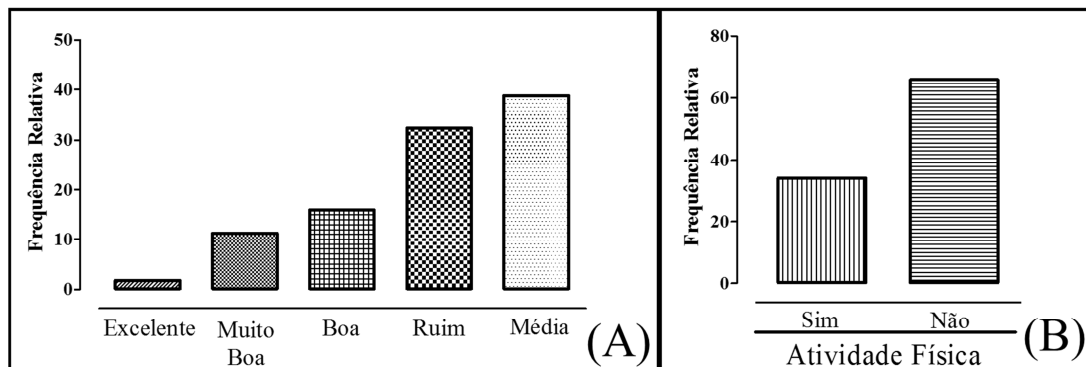 Frequência Relativa
50
40
30
20
10
0
Excelente
Muito
Boa
Boa
Ruim
Média
(A)
Frequência Relativa
80
60
40
20
0
Sim
Não
Atividade Física
(B)